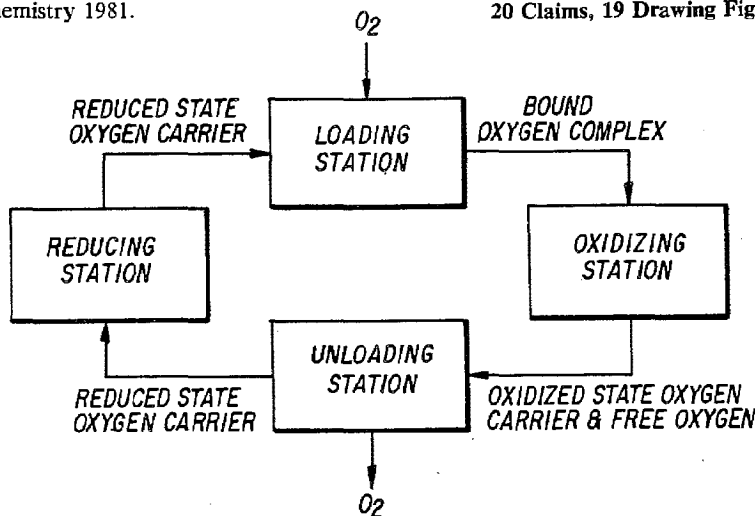 emistry 1981.
20 Claims, 19 Drawing Fig
O2
REDUCED STATE
OXYGEN CARRIER
LOADING
STATION
BOUND
OXYGEN COMPLEX
REDUCING
STATION
OXIDIZING
STATION
UNLOADING
STATION
REDUCED STATE
OXYGEN CARRIER
OXIDIZED STATE OXYGEN
CARRIER & FREE OXYGEN
O2